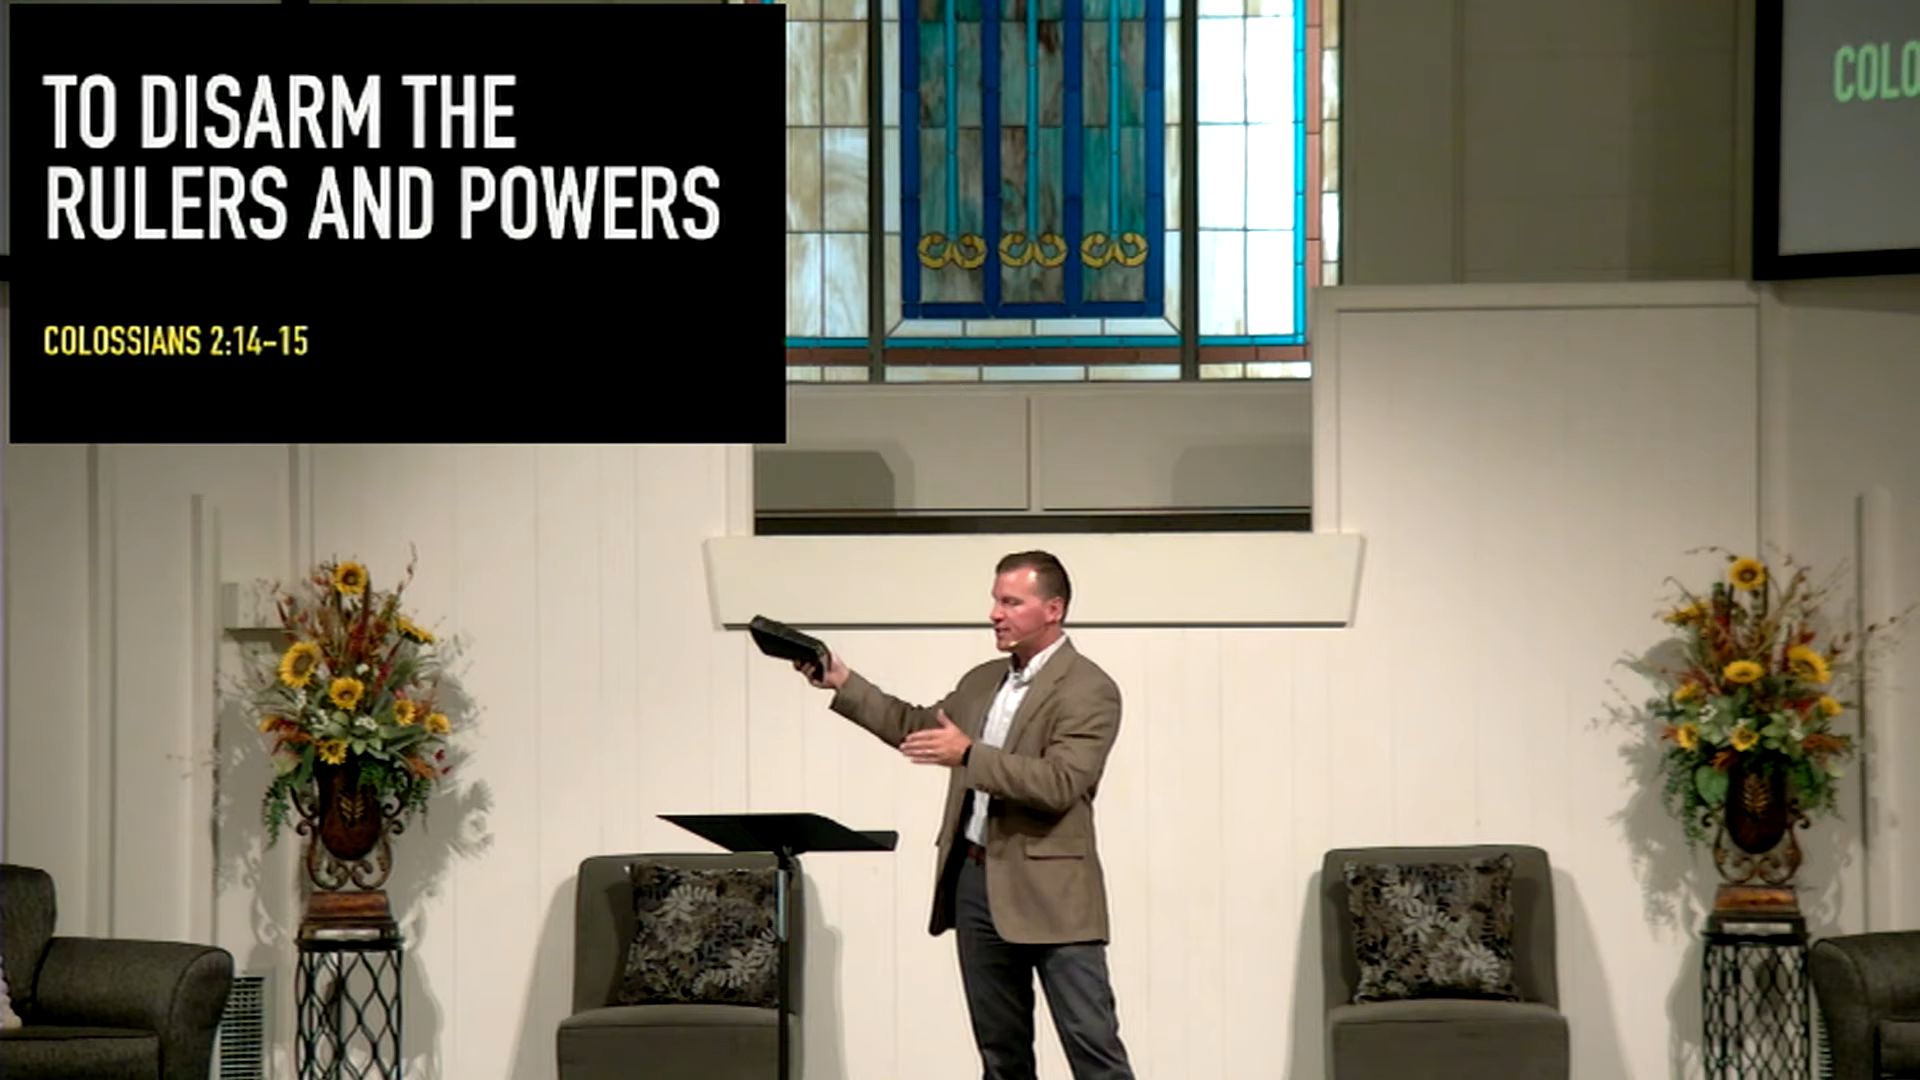 TO DISARM THE
RULERS AND POWERS
COLOSSIANS 2:14-15
COLO